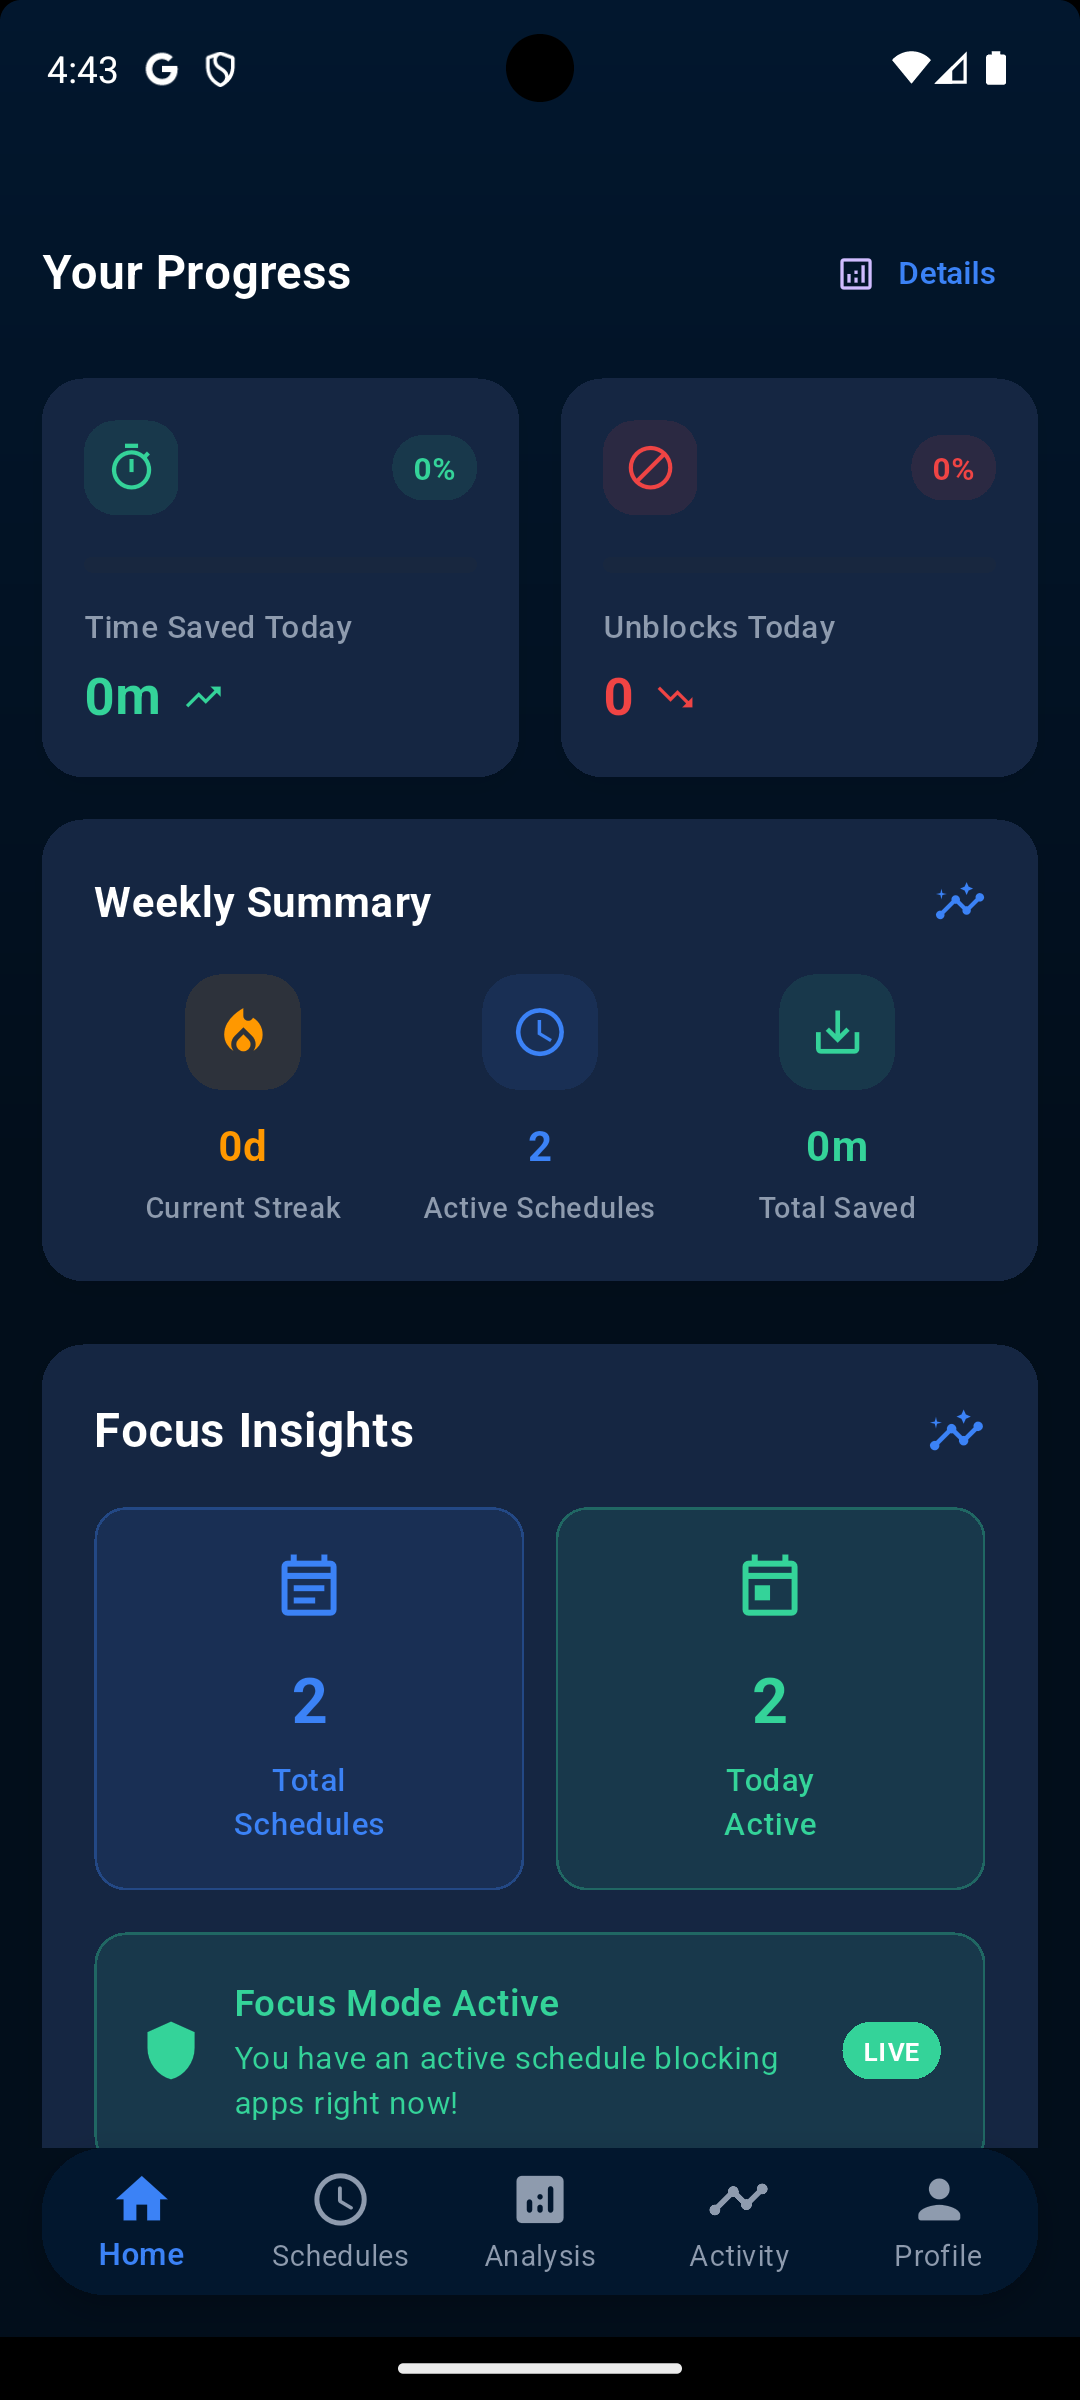 4:43
Your Progress
Details
0%
0%
Time Saved Today
Unblocks Today
0m
0
Weekly Summary
0d
2
0m
Current Streak
Active Schedules
Total Saved
Focus Insights
2
2
Total
Schedules
Today
Active
Focus Mode Active
You have an active schedule blocking
apps right now!
LIVE
Home
Schedules
Analysis
Activity
Profile